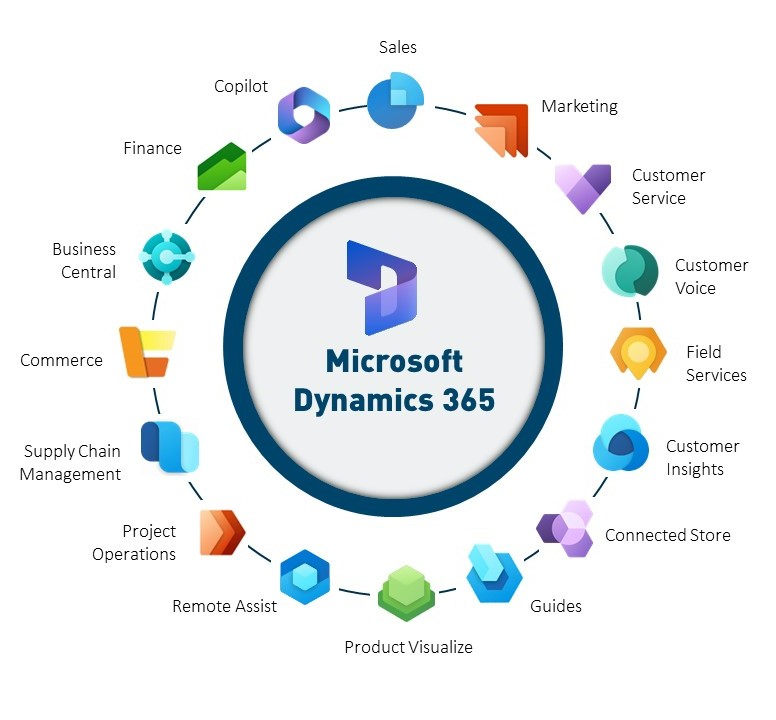 Sales
Copilot
Marketing
Finance
Customer
Service
Business
Central
Customer
Voice
Microsoft
Dynamics 365
Commerce
Field
Services
Supply Chain
Management
Customer
Insights
Project
Operations
Connected Store
Remote Assist
Guides
Product Visualize